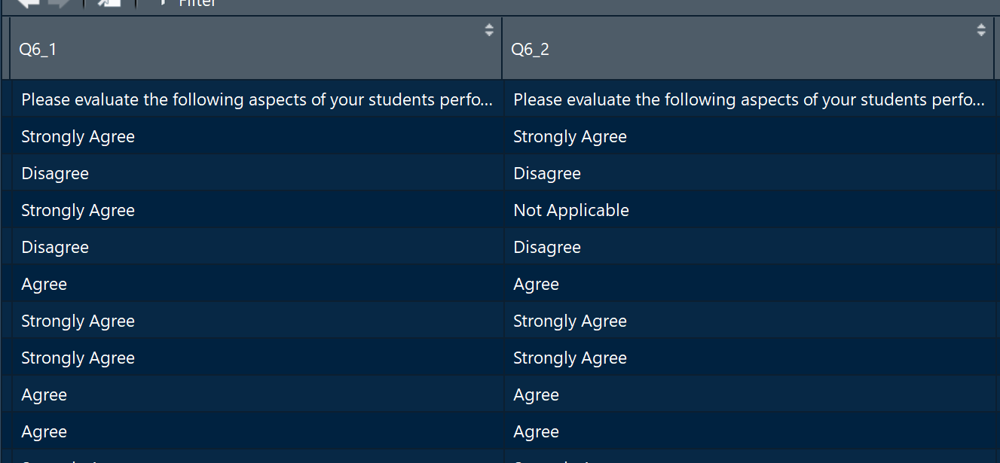 Filter
Q6_1 Q6_2
Please evaluate the following aspects of your students perfo... Please evaluate the following aspects of your students perfo...
Strongly Agree Strongly Agree
Disagree Disagree
Strongly Agree Not Applicable
Disagree Disagree
Agree Agree
Strongly Agree Strongly Agree
Strongly Agree Strongly Agree
Agree Agree
Agree Agree